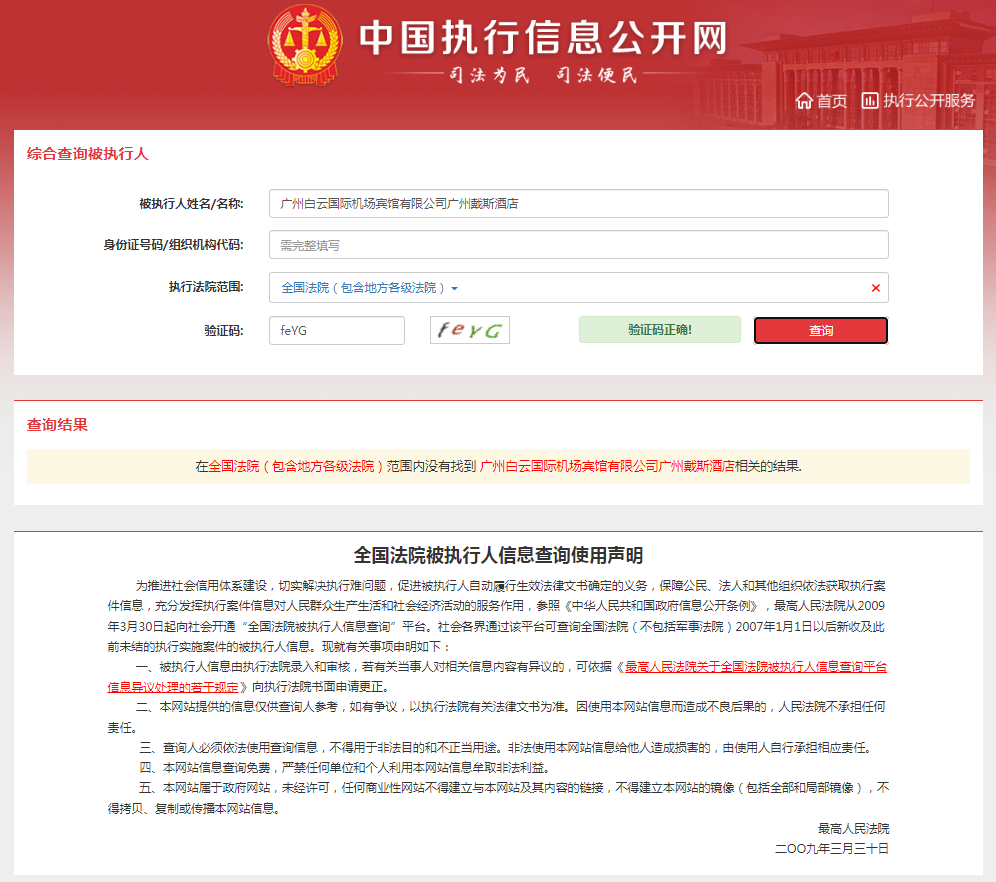 中国执行信息公开网
司法为民 司法便民
首页 执行公开服务
综合查询被执行人
被执行人姓名/名称: 广州白云国际机场宾馆有限公司广州戴斯酒店
身份证号码/组织机构代码: 需完整填写
执行法院范围: 全国法院（包含地方各级法院）
验证码: feYG feYG 验证码正确! 查询
查询结果
在全国法院（包含地方各级法院）范围内没有找到 广州白云国际机场宾馆有限公司广州戴斯酒店相关的结果.
全国法院被执行人信息查询使用声明
为推进社会信用体系建设，切实解决执行难问题，促进被执行人自动履行生效法律文书确定的义务，保障公民、法人和其他组织依法获取执行案
件信息，充分发挥执行案件信息对人民群众生产生活和社会经济活动的服务作用，参照《中华人民共和国政府信息公开条例》，最高人民法院从2009
年3月30日起向社会开通“全国法院被执行人信息查询”平台。社会各界通过该平台可查询全国法院（不包括军事法院）2007年1月1日以后新收及此
前未结的执行实施案件的被执行人信息。现就有关事项申明如下：
一、被执行人信息由执行法院录入和审核，若有关当事人对相关信息内容有异议的，可依据《最高人民法院关于全国法院被执行人信息查询平台
信息异议处理的若干规定》向执行法院书面申请更正。
二、本网站提供的信息仅供查询人参考，如有争议，以执行法院有关法律文书为准。因使用本网站信息而造成不良后果的，人民法院不承担任何
责任。
三、查询人必须依法使用查询信息，不得用于非法目的和不正当用途。非法使用本网站信息给他人造成损害的，由使用人自行承担相应责任。
四、本网站信息查询免费，严禁任何单位和个人利用本网站信息牟取非法利益。
五、本网站属于政府网站，未经许可，任何商业性网站不得建立与本网站及其内容的链接，不得建立本网站的镜像（包括全部和局部镜像），不
得拷贝、复制或传播本网站信息。
最高人民法院
二〇〇九年三月三十日